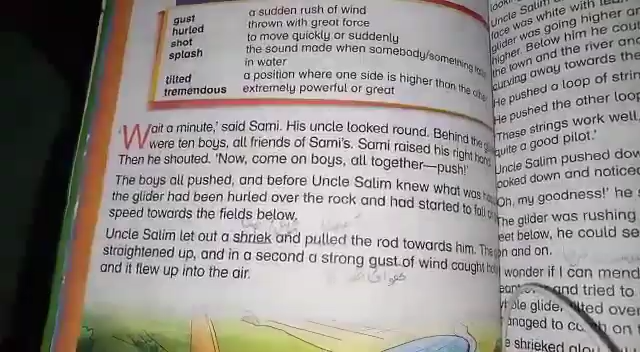 gust a sudden rush of wind
hurled thrown with great force
shot to move quickly or suddenly
splash the sound made when somebody/something
in water
tilted a position where one side is higher than the
tremendous extremely powerful or great
'Wait a minute,' said Sami. His uncle looked round. Behind the
were ten boys, all friends of Sami's. Sami raised his right hand.
Then he shouted. 'Now, come on boys, all together—push!'
The boys all pushed, and before Uncle Salim knew what was
the glider had been hurled over the rock and had started to fall
speed towards the fields below.
Uncle Salim let out a shriek and pulled the rod towards him. The
straightened up, and in a second a strong gust of wind caught
and it flew up into the air.
Uncle Salim
face was white with
glider was going higher
higher. Below him he
the town and the river and
curving away towards the
He pushed a loop of
He pushed the other loop
'These strings work well,
quite a good pilot.'
Uncle Salim pushed
looked down and noticed
'Oh, my goodness!' he
The glider was rushing
feet below, he could see
on and on.
wonder if I can mend
and tried to
glide, tilted over
managed to on
he shrieked